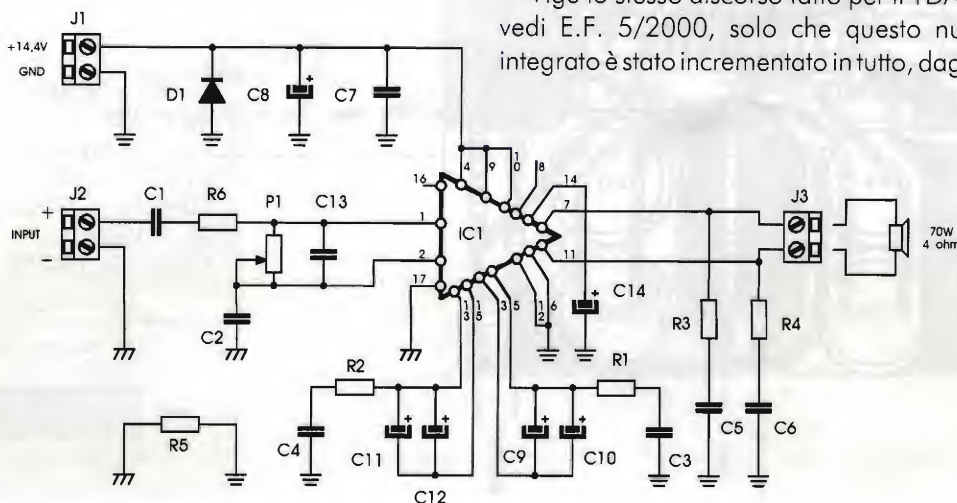 vedi E.F. 5/2000, solo che questo
integrato è stato incrementato in tutto,
J1
+14,4V
GND
D1
C8
+
C7
J2
+
INPUT
−
C1
R6
P1
C13
C2
16
1
2
17
IC1
4
9
10
8
14
7
11
13
15
3
5
12
6
C14
+
J3
70W
4 ohm
R3
R4
C5
C6
R2
C4
C11
+
+
C12
R5
C9
+
+
C10
R1
C3